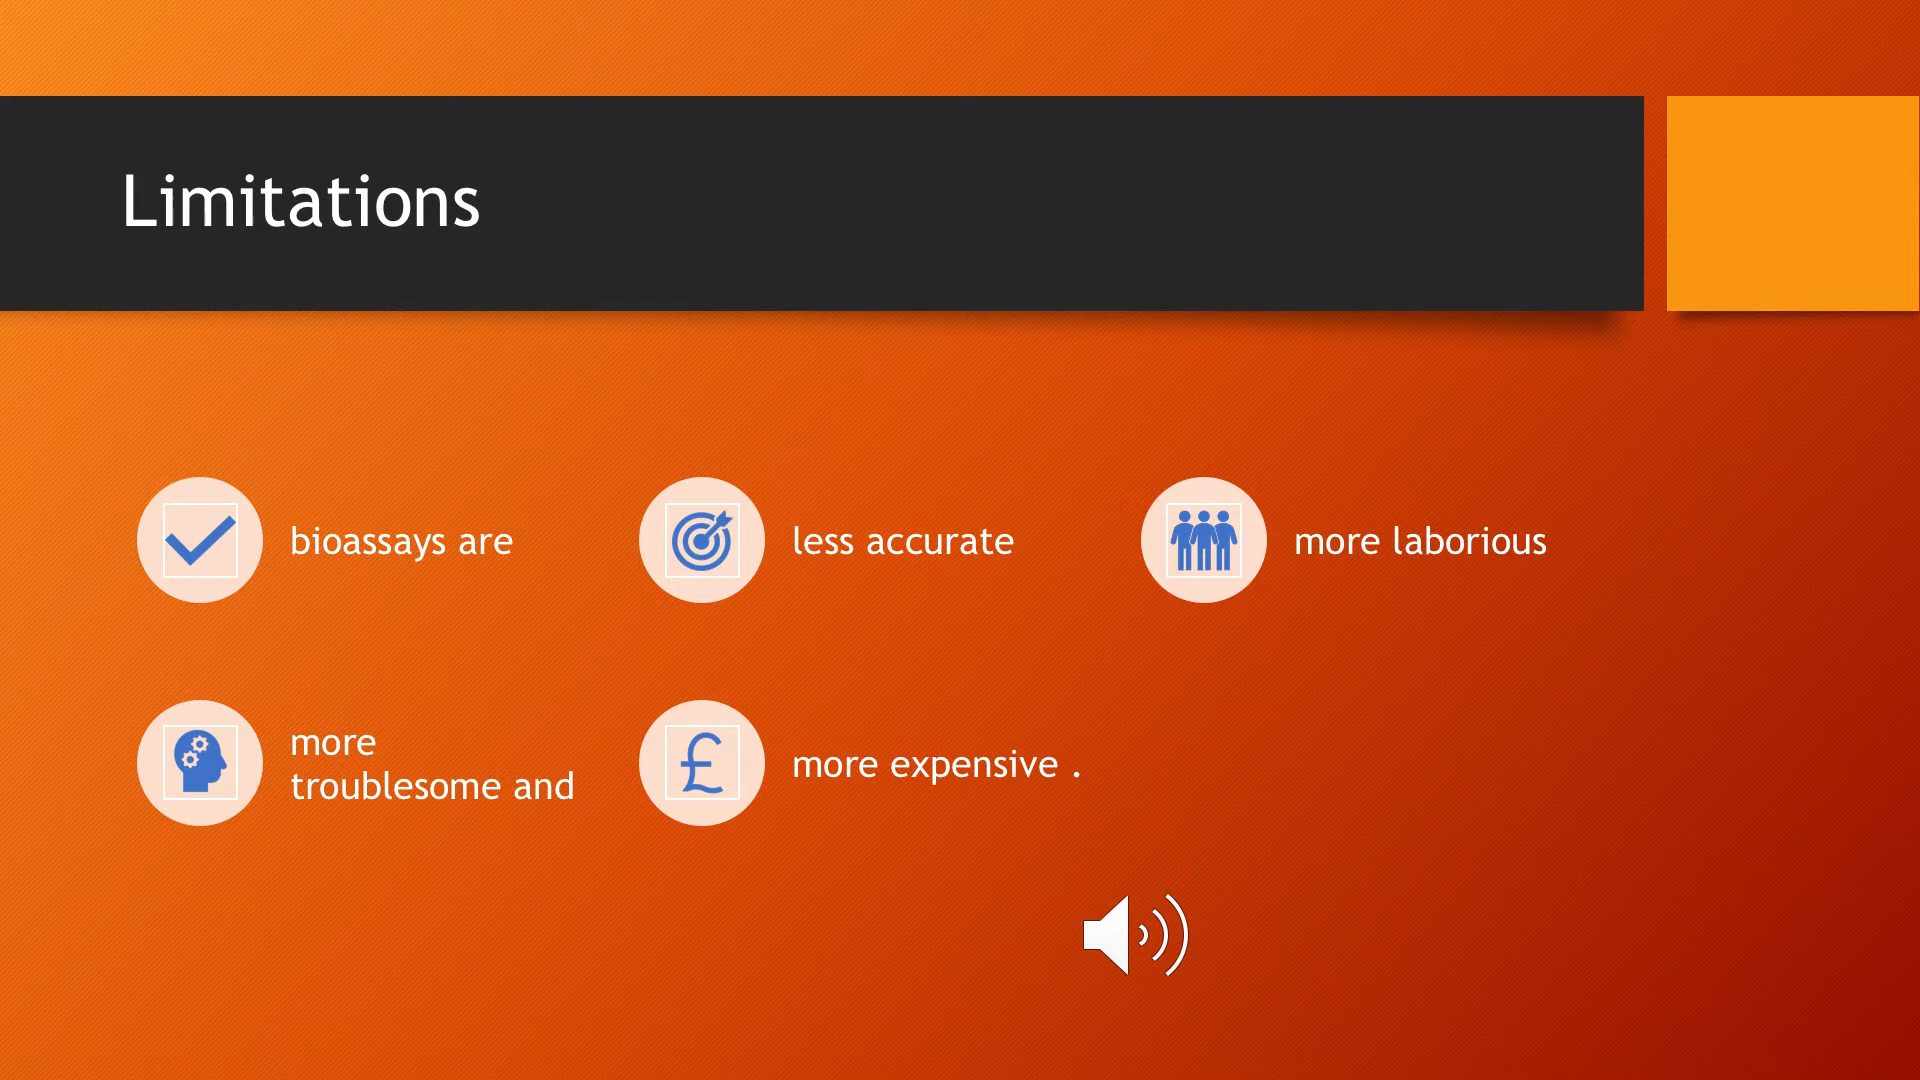 Limitations
bioassays are
less accurate
more laborious
more
troublesome and
more expensive .